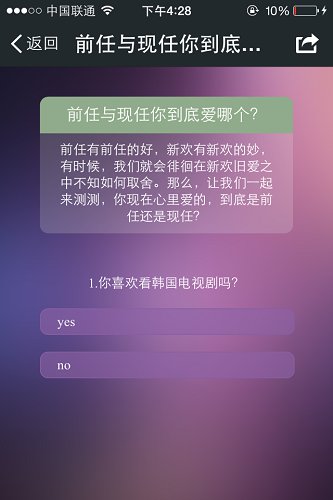 中国联通 下午4:28 10%
返回 前任与现任你到底...
前任与现任你到底爱哪个？
前任有前任的好，新欢有新欢的妙，
有时候，我们就会徘徊在新欢旧爱之
中不知如何取舍。那么，让我们一起
来测测，你现在心里爱的，到底是前
任还是现任？
1.你喜欢看韩国电视剧吗？
yes
no